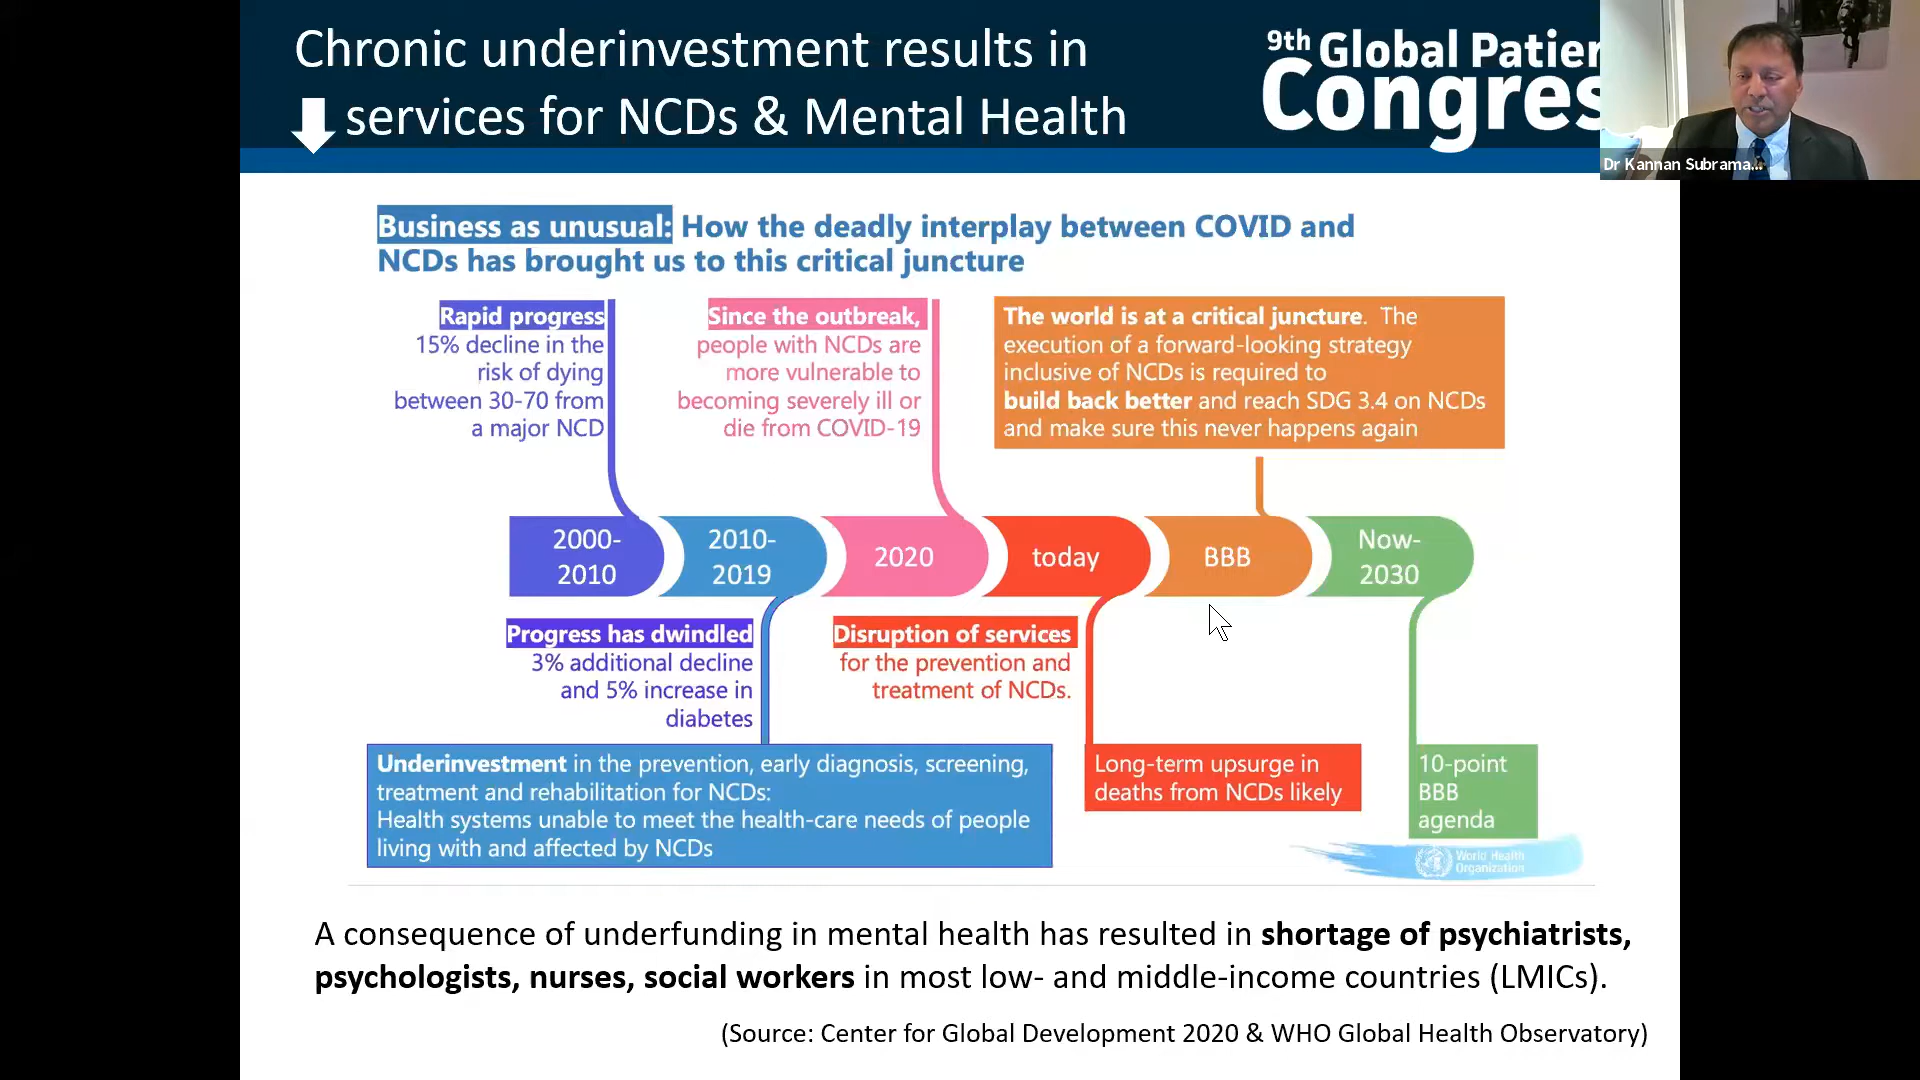 Chronic underinvestment results in
services for NCDs & Mental Health
9th Global Patien
Congres
Dr Kannan Subrama...
Business as unusual: How the deadly interplay between COVID and
NCDs has brought us to this critical juncture
Rapid progress
15% decline in the
risk of dying
between 30-70 from
a major NCD
Since the outbreak,
people with NCDs are
more vulnerable to
becoming severely ill or
die from COVID-19
The world is at a critical juncture. The
execution of a forward-looking strategy
inclusive of NCDs is required to
build back better and reach SDG 3.4 on NCDs
and make sure this never happens again
2000-
2010
2010-
2019
2020
today
BBB
Now-
2030
Progress has dwindled
3% additional decline
and 5% increase in
diabetes
Disruption of services
for the prevention and
treatment of NCDs.
Underinvestment in the prevention, early diagnosis, screening,
treatment and rehabilitation for NCDs:
Health systems unable to meet the health-care needs of people
living with and affected by NCDs
Long-term upsurge in
deaths from NCDs likely
10-point
BBB
agenda
World Health
Organization
A consequence of underfunding in mental health has resulted in shortage of psychiatrists,
psychologists, nurses, social workers in most low- and middle-income countries (LMICs).
(Source: Center for Global Development 2020 & WHO Global Health Observatory)